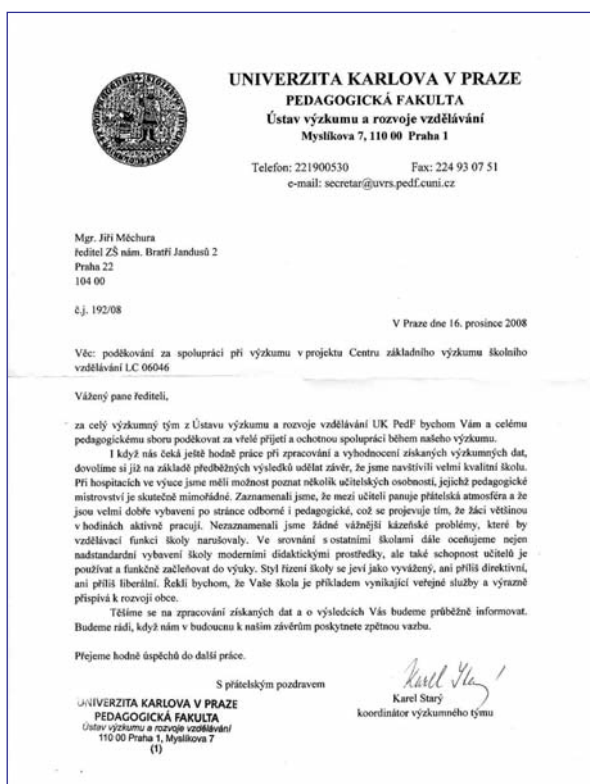 UNIVERZITA KARLOVA V PRAZE
PEDAGOGICKÁ FAKULTA
Ústav výzkumu a rozvoje vzdělávání
Myslíkova 7, 110 00 Praha 1
Telefon: 221900530 Fax: 224 93 07 51
e-mail: secretar@uvrs.pedf.cuni.cz
Mgr. Jiří Měchura
ředitel ZŠ nám. Bratří Jandusů 2
Praha 22
104 00
č.j. 192/08
V Praze dne 16. prosince 2008
Věc: poděkování za spolupráci při výzkumu v projektu Centru základního výzkumu školního
vzdělávání LC 06046
Vážený pane řediteli,
za celý výzkumný tým z Ústavu výzkumu a rozvoje vzdělávání UK PedF bychom Vám a celému
pedagogickému sboru poděkovat za vřelé přijetí a ochotnou spolupráci během našeho výzkumu.
I když nás čeká ještě hodně práce při zpracování a vyhodnocení získaných výzkumných dat,
dovolíme si již na základě předběžných výsledků udělat závěr, že jsme navštívili velmi kvalitní školu.
Při hospitacích ve výuce jsme měli možnost poznat několik učitelských osobností, jejichž pedagogické
mistrovství je skutečně mimořádné. Zaznamenali jsme, že mezi učiteli panuje přátelská atmosféra a že
jsou velmi dobře vybaveni po stránce odborné i pedagogické, což se projevuje tím, že žáci většinou
v hodinách aktivně pracují. Nezaznamenali jsme žádné vážnější kázeňské problémy, které by
vzdělávací funkci školy narušovaly. Ve srovnání s ostatními školami dále oceňujeme nejen
nadstandardní vybavení školy moderními didaktickými prostředky, ale také schopnost učitelů je
používat a funkčně začleňovat do výuky. Styl řízení školy se jeví jako vyvážený, ani příliš direktivní,
ani příliš liberální. Řekli bychom, že Vaše škola je příkladem vynikající veřejné služby a výrazně
přispívá k rozvoji obce.
Těšíme se na zpracování získaných dat a o výsledcích Vás budeme průběžně informovat.
Budeme rádi, když nám v budoucnu k našim závěrům poskytnete zpětnou vazbu.
Přejeme hodně úspěchů do další práce.
S přátelským pozdravem
Karel Starý
Karel Starý
koordinátor výzkumného týmu
UNIVERZITA KARLOVA V PRAZE
PEDAGOGICKÁ FAKULTA
Ústav výzkumu a rozvoje vzdělávání
110 00 Praha 1, Myslíkova 7
(1)